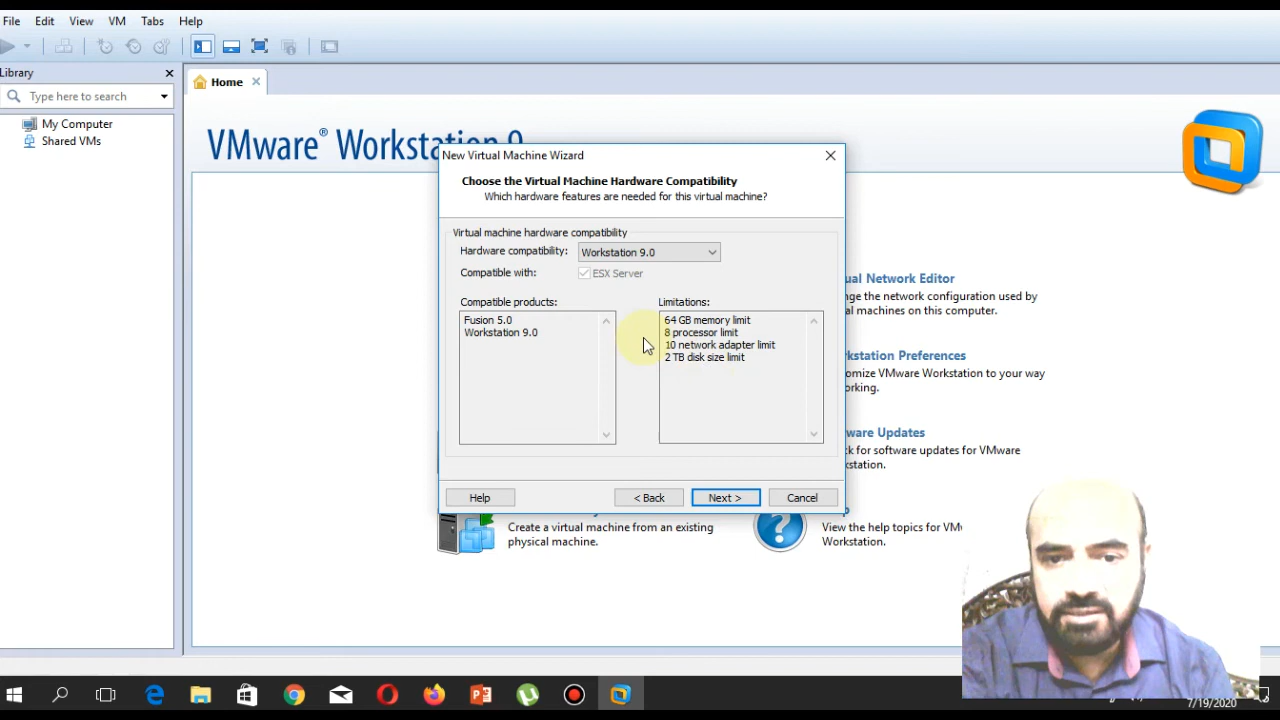 File Edit View VM Tabs Help
Library
Type here to search
My Computer
Shared VMs
Home
VMware® Workstation 9
New Virtual Machine Wizard
Choose the Virtual Machine Hardware Compatibility
Which hardware features are needed for this virtual machine?
Virtual machine hardware compatibility
Hardware compatibility: Workstation 9.0
Compatible with: ESX Server
Compatible products:
Fusion 5.0
Workstation 9.0
Limitations:
64 GB memory limit
8 processor limit
10 network adapter limit
2 TB disk size limit
Help < Back Next > Cancel
ual Network Editor
nge the network configuration used by
al machines on this computer.
rkstation Preferences
omize VMware Workstation to your way
orking.
ware Updates
ck for software updates for VMware
kstation.
Create a virtual machine from an existing
physical machine.
p
View the help topics for VM
Workstation.
7/19/2020